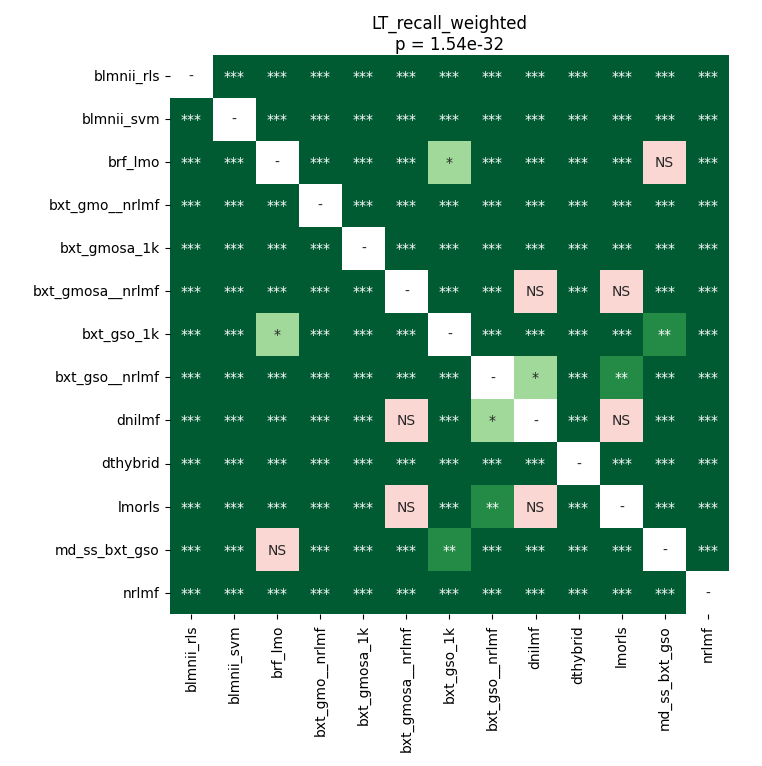 LT_recall_weighted
p = 1.54e-32
blmnii_rls - *** *** *** *** *** *** *** *** *** *** *** ***
blmnii_svm *** - *** *** *** *** *** *** *** *** *** *** ***
brf_lmo *** *** - *** *** *** * *** *** *** *** NS ***
bxt_gmo__nrlmf *** *** *** - *** *** *** *** *** *** *** *** ***
bxt_gmosa_1k *** *** *** *** - *** *** *** *** *** *** *** ***
bxt_gmosa__nrlmf *** *** *** *** *** - *** *** NS *** NS *** ***
bxt_gso_1k *** *** * *** *** *** - *** *** *** *** ** ***
bxt_gso__nrlmf *** *** *** *** *** *** *** - * *** ** *** ***
dnilmf *** *** *** *** *** NS *** * - *** NS *** ***
dthybrid *** *** *** *** *** *** *** *** *** - *** *** ***
lmorls *** *** *** *** *** NS *** ** NS *** - *** ***
md_ss_bxt_gso *** *** NS *** *** *** ** *** *** *** *** - ***
nrlmf *** *** *** *** *** *** *** *** *** *** *** *** -
blmnii_rls
blmnii_svm
brf_lmo
bxt_gmo__nrlmf
bxt_gmosa_1k
bxt_gmosa__nrlmf
bxt_gso_1k
bxt_gso__nrlmf
dnilmf
dthybrid
lmorls
md_ss_bxt_gso
nrlmf